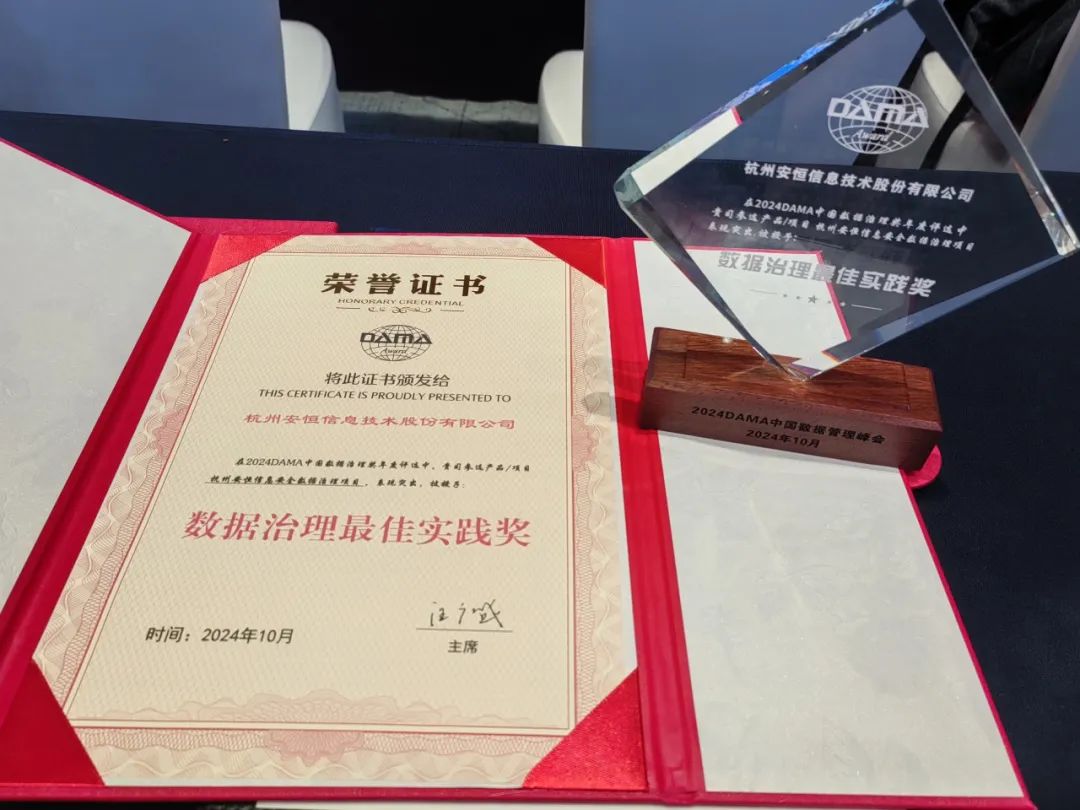 荣誉证书
HONORARY CREDENTIAL
DAMA
Award
将此证书颁发给
THIS CERTIFICATE IS PROUDLY PRESENTED TO
杭州安恒信息技术股份有限公司
在2024DAMA中国数据治理奖年度评选中，贵司参选产品/项目
杭州安恒信息安全数据治理项目，表现突出，被授予：
数据治理最佳实践奖
时间：2024年10月
主席
DAMA
Award
杭州安恒信息技术股份有限公司
在2024DAMA中国数据治理奖年度评选中
贵司参选产品/项目 杭州安恒信息安全数据治理项目
表现突出,被授予:
数据治理最佳实践奖
2024DAMA中国数据管理峰会
2024年10月